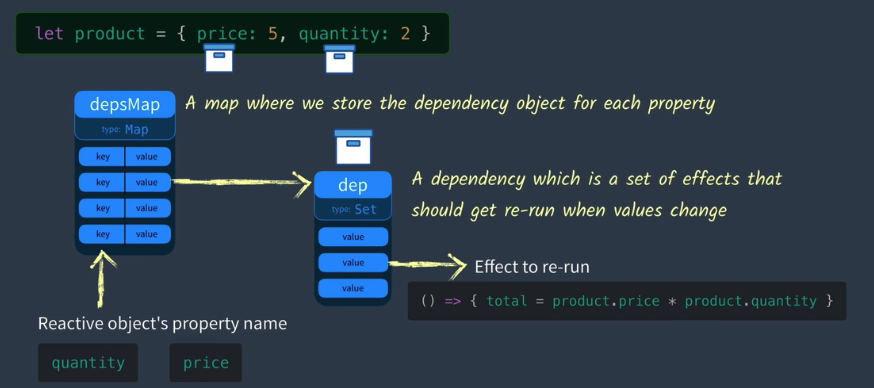 let product = { price: 5, quantity: 2 }
depsMap
type: Map
key value
key value
key value
key value
A map where we store the dependency object for each property
dep
type: Set
value
value
value
A dependency which is a set of effects that
should get re-run when values change
Effect to re-run
() => { total = product.price * product.quantity }
Reactive object's property name
quantity price